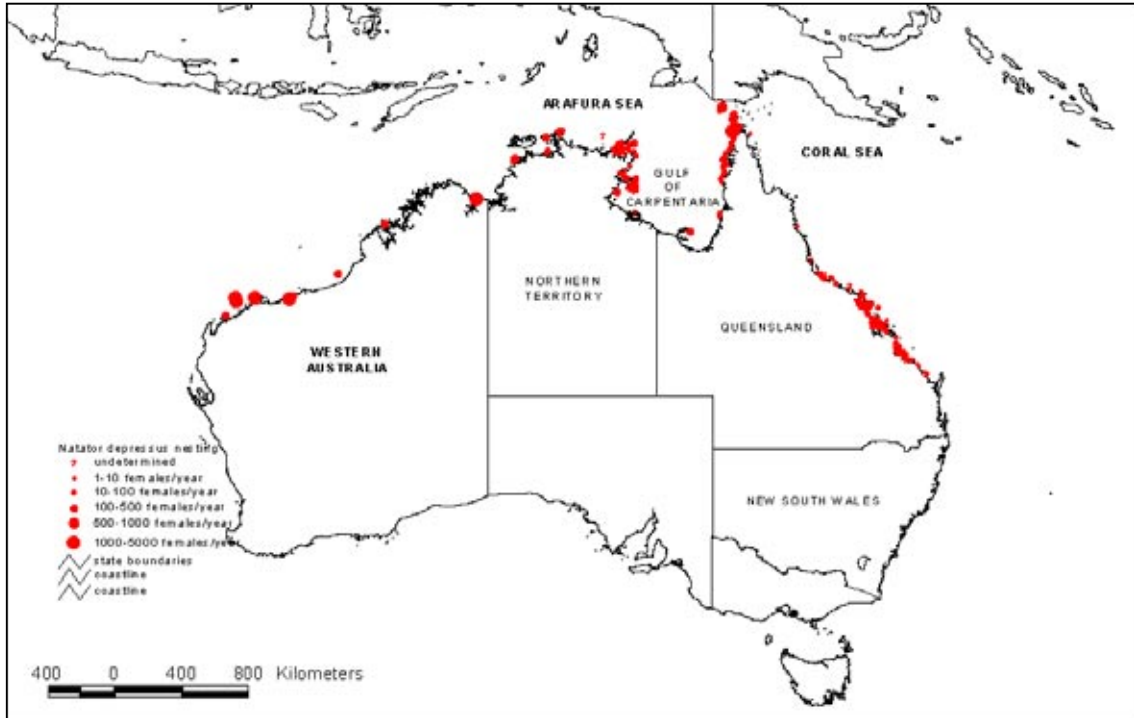 ARAFURA SEA
CORAL SEA
GULF
OF
CARPENTARIA
NORTHERN
TERRITORY
QUEENSLAND
WESTERN
AUSTRALIA
NEW SOUTH WALES
Natator depressus nesting
? undetermined
1-10 females/year
10-100 females/year
100-500 females/year
500-1000 females/year
1000-5000 females/year
state boundaries
coastline
coastline
400 0 400 800 Kilometers
?